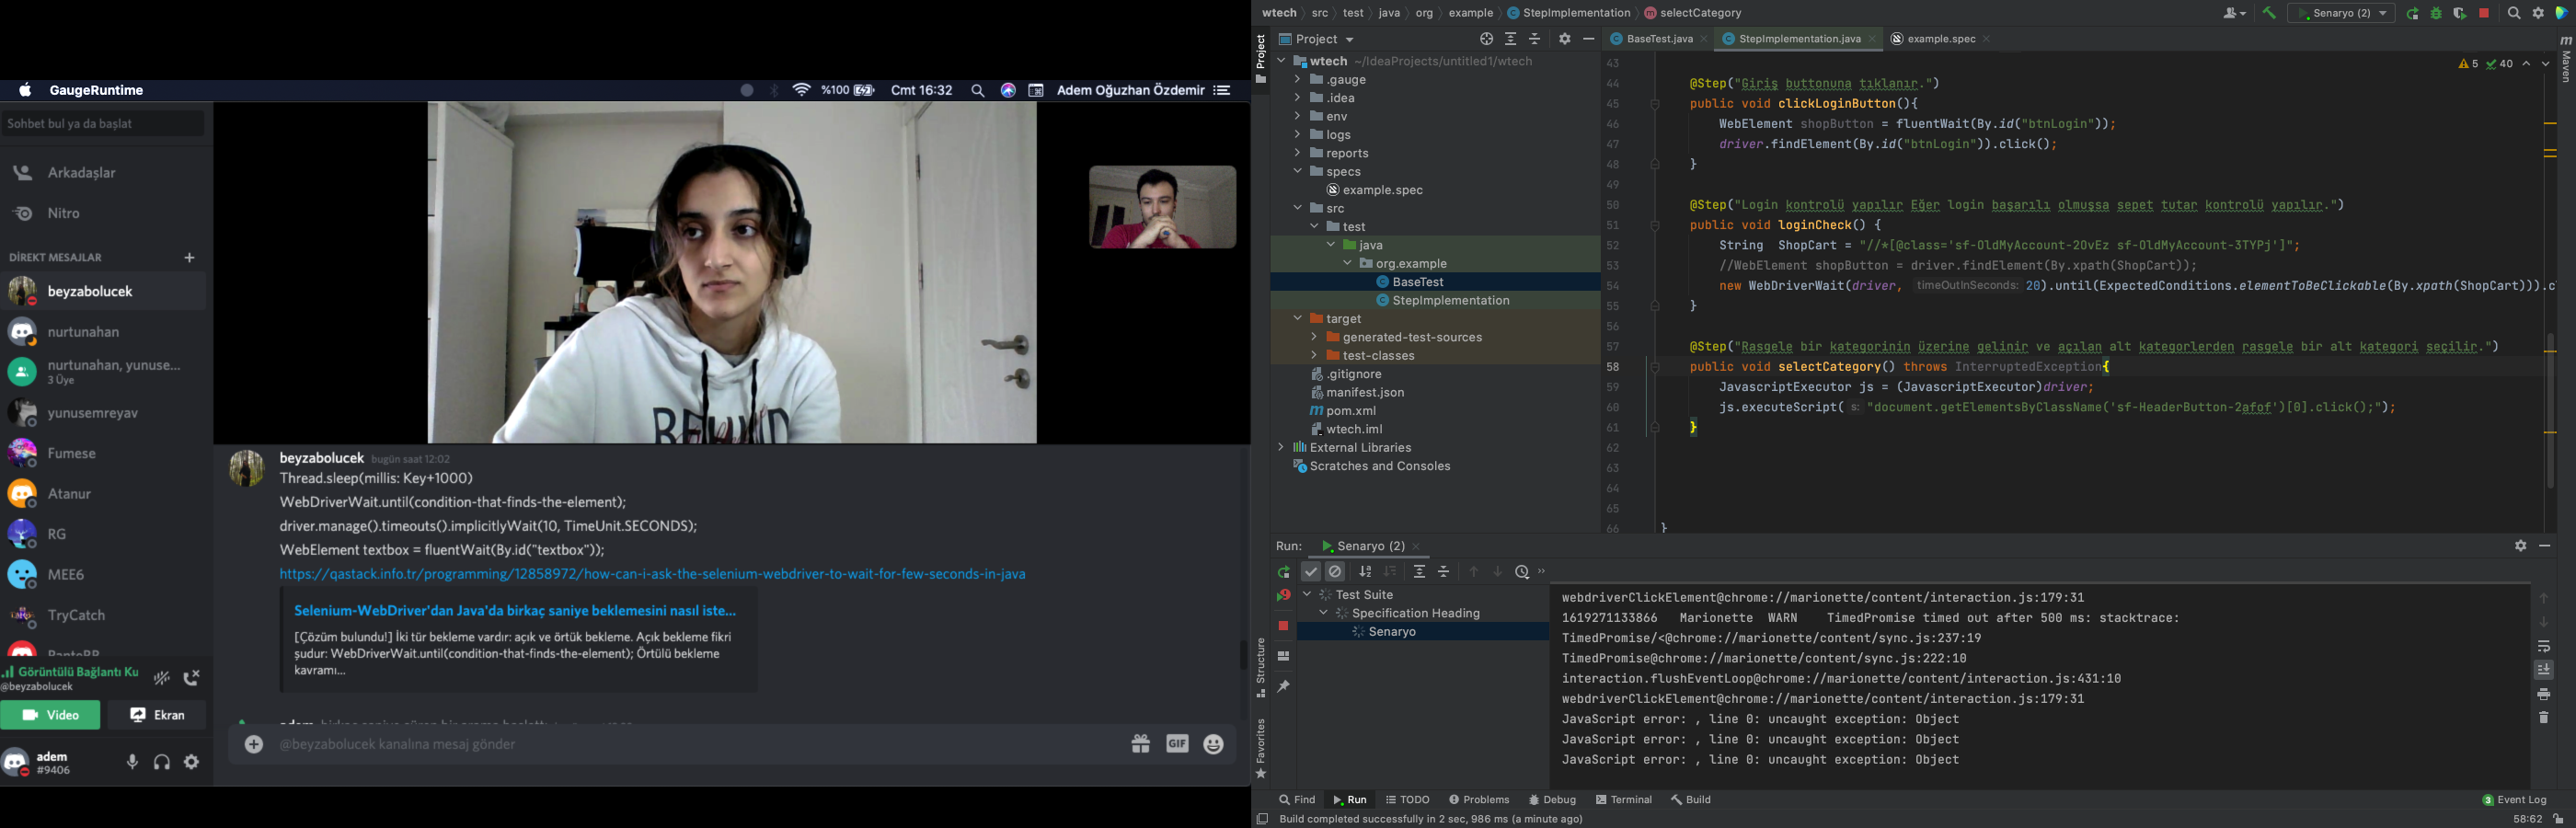 GaugeRuntime
%100
Cmt 16:32
Adem Oğuzhan Özdemir
Sohbet bul ya da başlat
Arkadaşlar
Nitro
DİREKT MESAJLAR +
beyzabolucek
nurtunahan
nurtunahan, yunuse...
3 Üye
yunusemreyav
Fumese
Atanur
RG
MEE6
TryCatch
Görüntülü Bağlantı Ku
@beyzabolucek
Video
Ekran
adem
#9406
BEHIND
beyzabolucek bugün saat 12:02
Thread.sleep(millis: Key+1000)
WebDriverWait.until(condition-that-finds-the-element);
driver.manage().timeouts().implicitlyWait(10, TimeUnit.SECONDS);
WebElement textbox = fluentWait(By.id("textbox"));
https://qastack.info.tr/programming/12858972/how-can-i-ask-the-selenium-webdriver-to-wait-for-few-seconds-in-java
Selenium-WebDriver'dan Java'da birkaç saniye beklemesini nasıl iste...
[Çözüm bulundu!] İki tür bekleme vardır: açık ve örtük bekleme. Açık bekleme fikri
şudur: WebDriverWait.until(condition-that-finds-the-element); Örtülü bekleme
kavramı...
@beyzabolucek kanalına mesaj gönder
GIF
wtech src test java org example StepImplementation selectCategory
Senaryo (2)
Project
Project
BaseTest.java
StepImplementation.java
example.spec
Maven
wtech ~/IdeaProjects/untitled1/wtech
.gauge
.idea
env
logs
reports
specs
example.spec
src
test
java
org.example
BaseTest
StepImplementation
target
generated-test-sources
test-classes
.gitignore
manifest.json
pom.xml
wtech.iml
External Libraries
Scratches and Consoles
5 40
43
44 @Step("Giriş buttonuna tıklanır.")
45 public void clickLoginButton(){
46 WebElement shopButton = fluentWait(By.id("btnLogin"));
47 driver.findElement(By.id("btnLogin")).click();
48 }
49
50 @Step("Login kontrolü yapılır Eğer login başarılı olmuşsa sepet tutar kontrolü yapılır.")
51 public void loginCheck() {
52 String ShopCart = "//*[@class='sf-OldMyAccount-2OvEz sf-OldMyAccount-3TYPj']";
53 //WebElement shopButton = driver.findElement(By.xpath(ShopCart));
54 new WebDriverWait(driver, timeOutInSeconds: 20).until(ExpectedConditions.elementToBeClickable(By.xpath(ShopCart))).c
55 }
56
57 @Step("Rasgele bir kategorinin üzerine gelinir ve açılan alt kategorlerden rasgele bir alt kategori seçilir.")
58 public void selectCategory() throws InterruptedException{
59 JavascriptExecutor js = (JavascriptExecutor)driver;
60 js.executeScript( s: "document.getElementsByClassName('sf-HeaderButton-2afof')[0].click();");
61 }
62
63
64
65
66 }
Run: Senaryo (2)
Test Suite
Specification Heading
Senaryo
Structure
Favorites
webdriverClickElement@chrome://marionette/content/interaction.js:179:31
1619271133866 Marionette WARN TimedPromise timed out after 500 ms: stacktrace:
TimedPromise/<@chrome://marionette/content/sync.js:237:19
TimedPromise@chrome://marionette/content/sync.js:222:10
interaction.flushEventLoop@chrome://marionette/content/interaction.js:431:10
webdriverClickElement@chrome://marionette/content/interaction.js:179:31
JavaScript error: , line 0: uncaught exception: Object
JavaScript error: , line 0: uncaught exception: Object
JavaScript error: , line 0: uncaught exception: Object
Find Run TODO Problems Debug Terminal Build
3 Event Log
Build completed successfully in 2 sec, 986 ms (a minute ago)
58:62